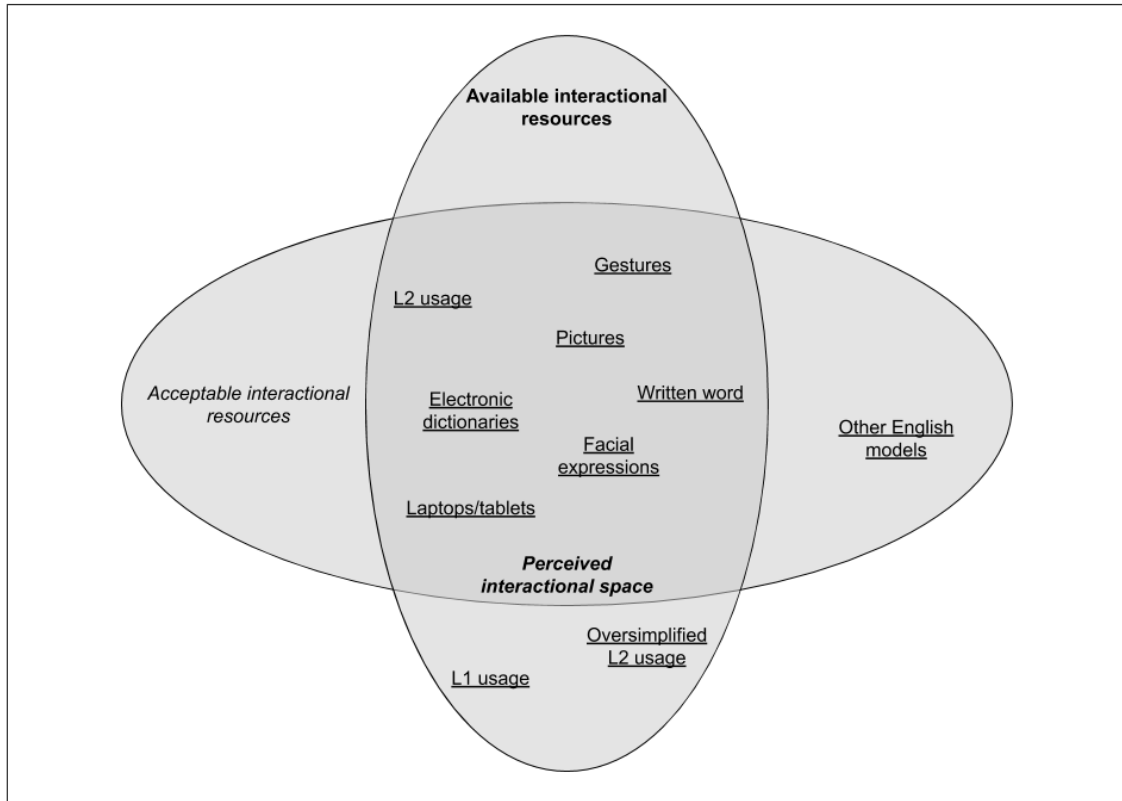 Available interactional
resources
Gestures
L2 usage
Pictures
Acceptable interactional
resources
Electronic
dictionaries
Written word
Other English
models
Facial
expressions
Laptops/tablets
Perceived
interactional space
Oversimplified
L2 usage
L1 usage